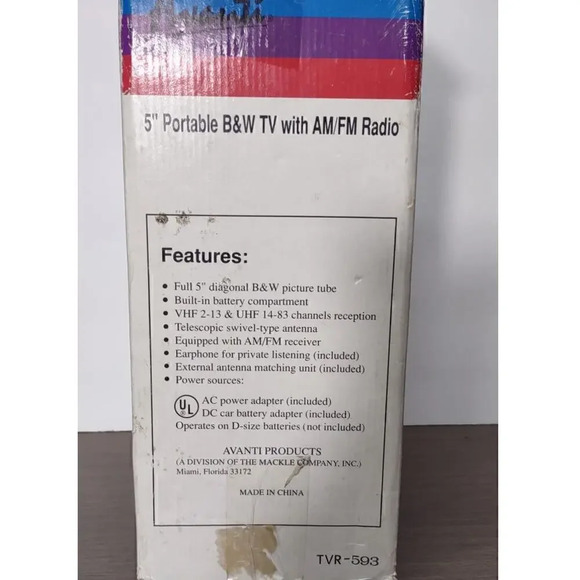 5" Portable B&W TV with AM/FM Radio
Features:
• Full 5" diagonal B&W picture tube
• Built-in battery compartment
• VHF 2-13 & UHF 14-83 channels reception
• Telescopic swivel-type antenna
• Equipped with AM/FM receiver
• Earphone for private listening (included)
• External antenna matching unit (included)
• Power sources:
UL
AC power adapter (included)
DC car battery adapter (included)
Operates on D-size batteries (not included)
AVANTI PRODUCTS
(A DIVISION OF THE MACKLE COMPANY, INC.)
Miami, Florida 33172
MADE IN CHINA
TVR-593